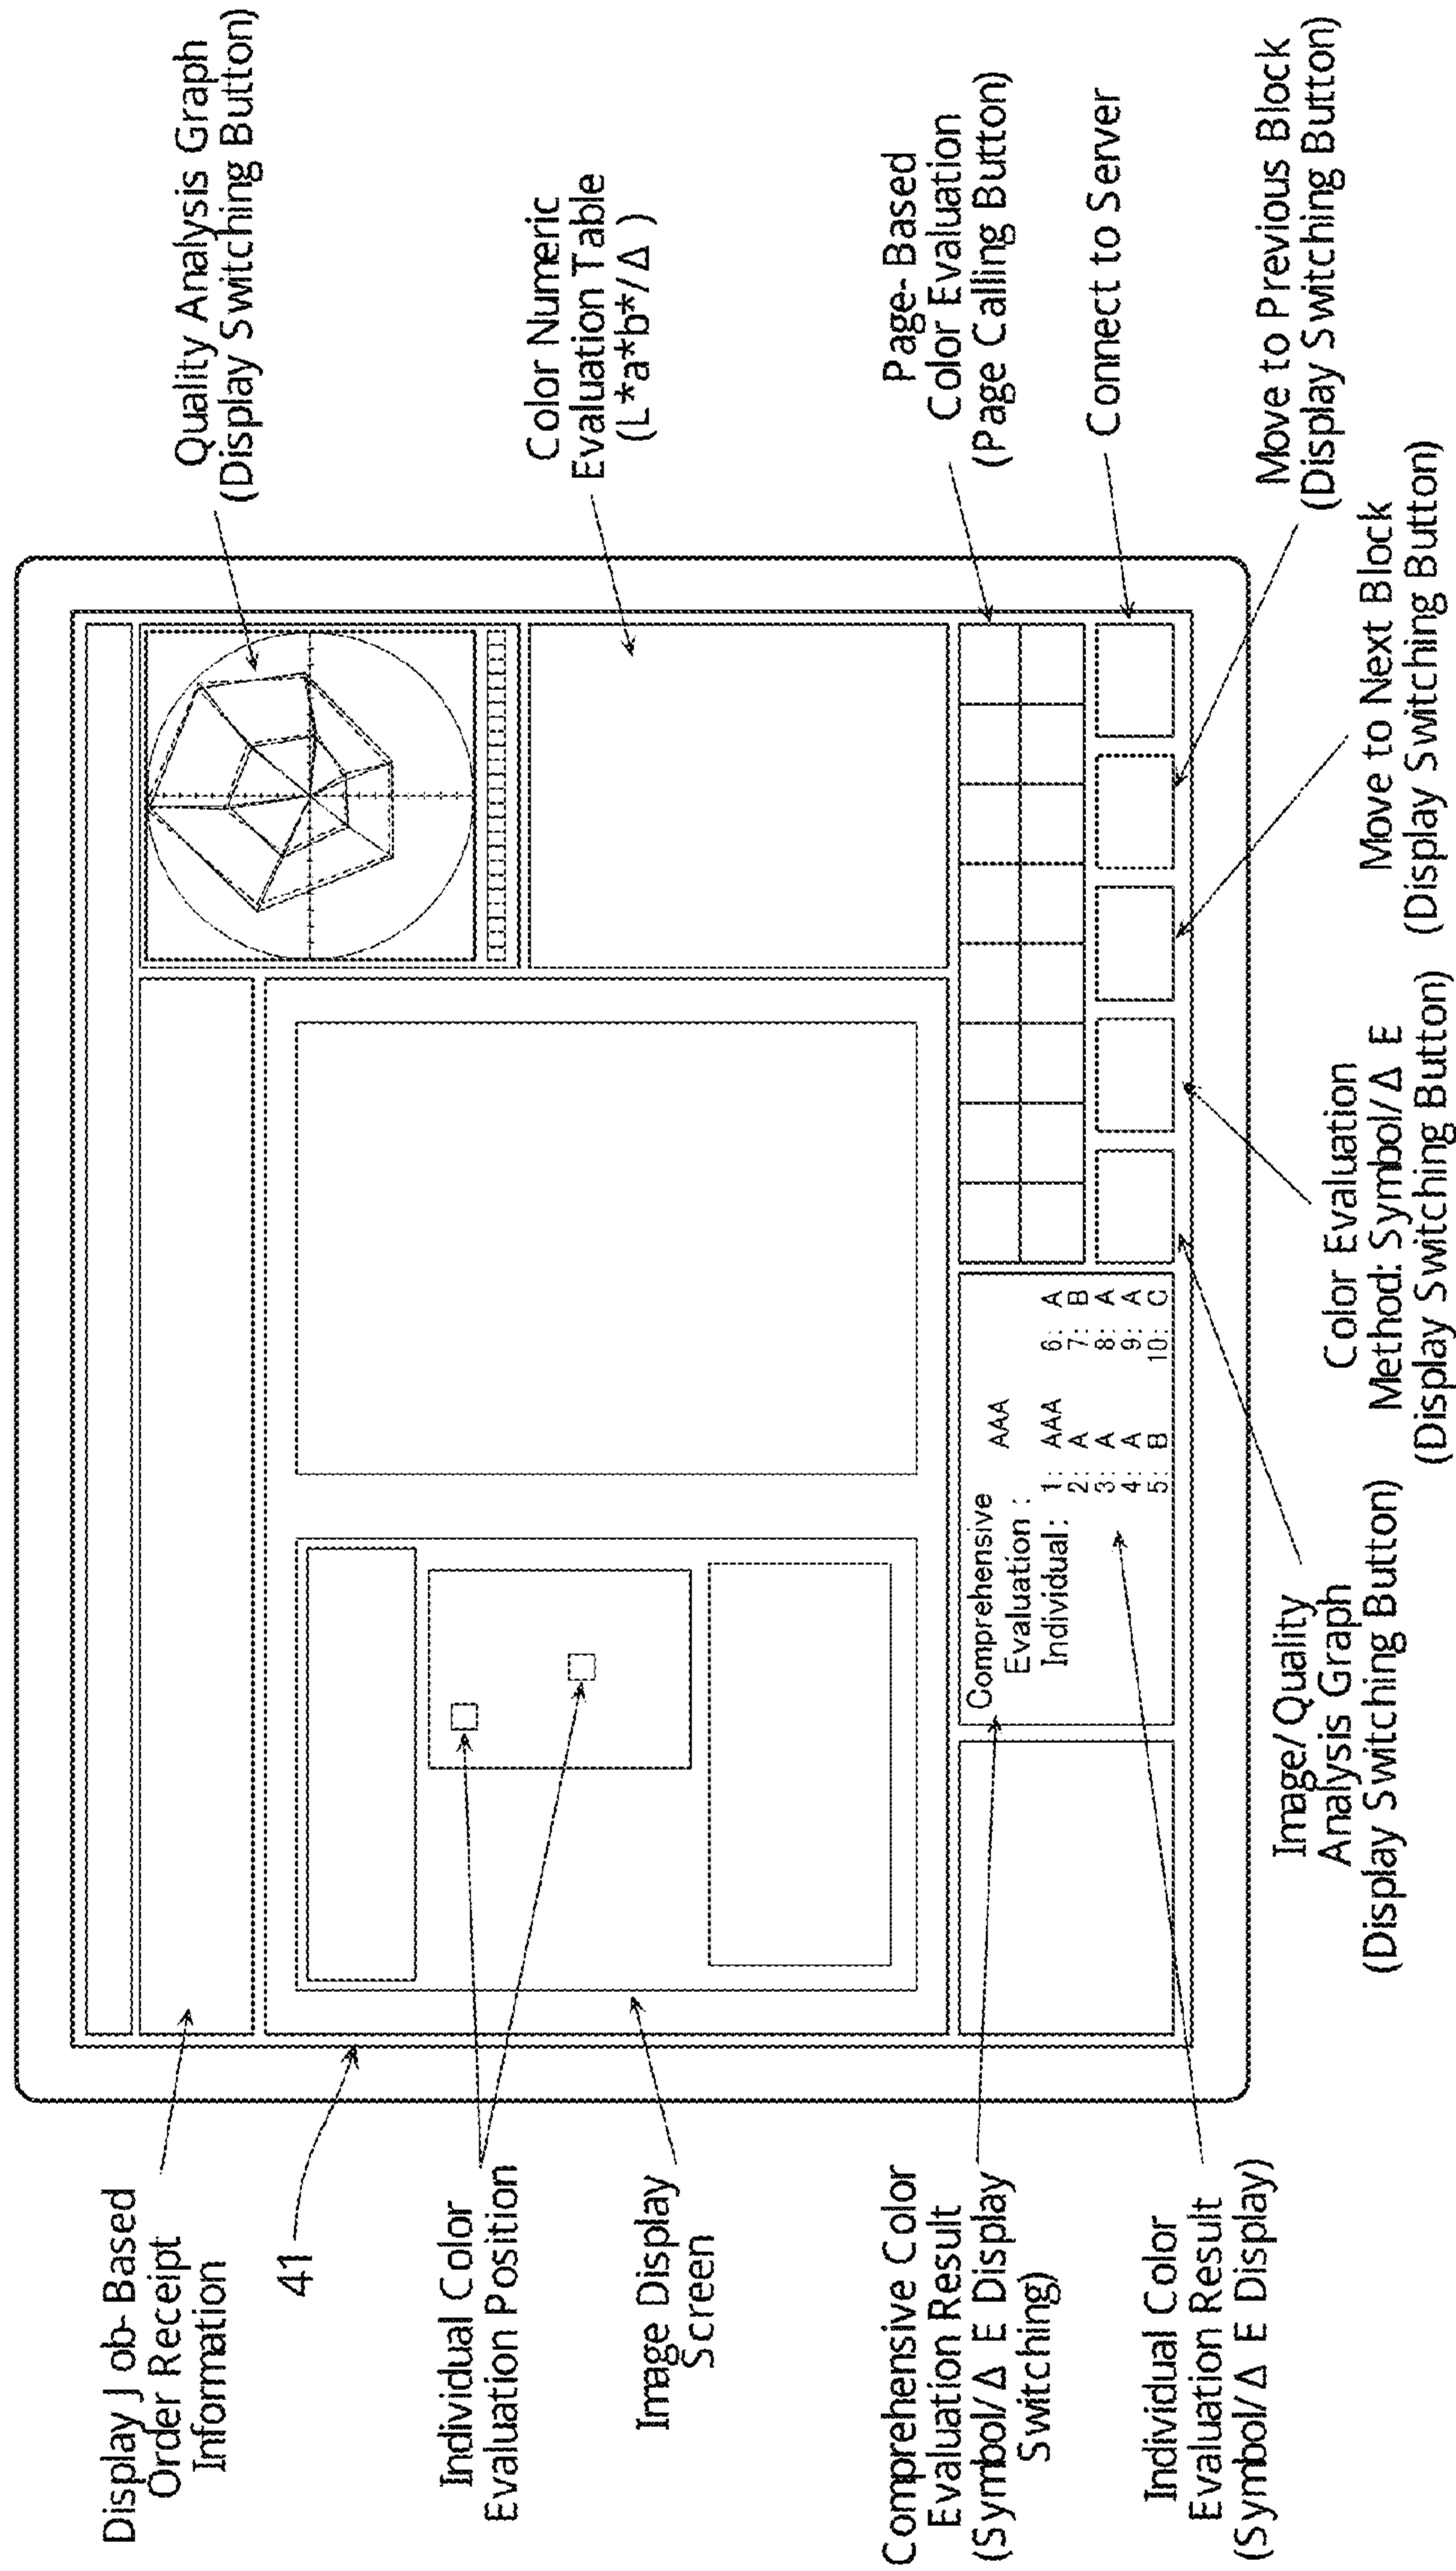 Display Job-Based
Order Receipt
Information
41
Individual Color
Evaluation Position
Image Display
Screen
Comprehensive Color
Evaluation Result
(Symbol/Δ E Display
Switching)
Individual Color
Evaluation Result
(Symbol/Δ E Display)
Quality Analysis Graph
(Display Switching Button)
Color Numeric
Evaluation Table
(L*a*b*/Δ )
Page-Based
Color Evaluation
(Page Calling Button)
Connect to Server
Move to Previous Block
(Display Switching Button)
Move to Next Block
(Display Switching Button)
Color Evaluation
Method: Symbol/Δ E
(Display Switching Button)
Image/Quality
Analysis Graph
(Display Switching Button)
Comprehensive
Evaluation : AAA
Individual: 1: AAA 6: A
2: A 7: B
3: A 8: A
4: A 9: A
5: B 10: C